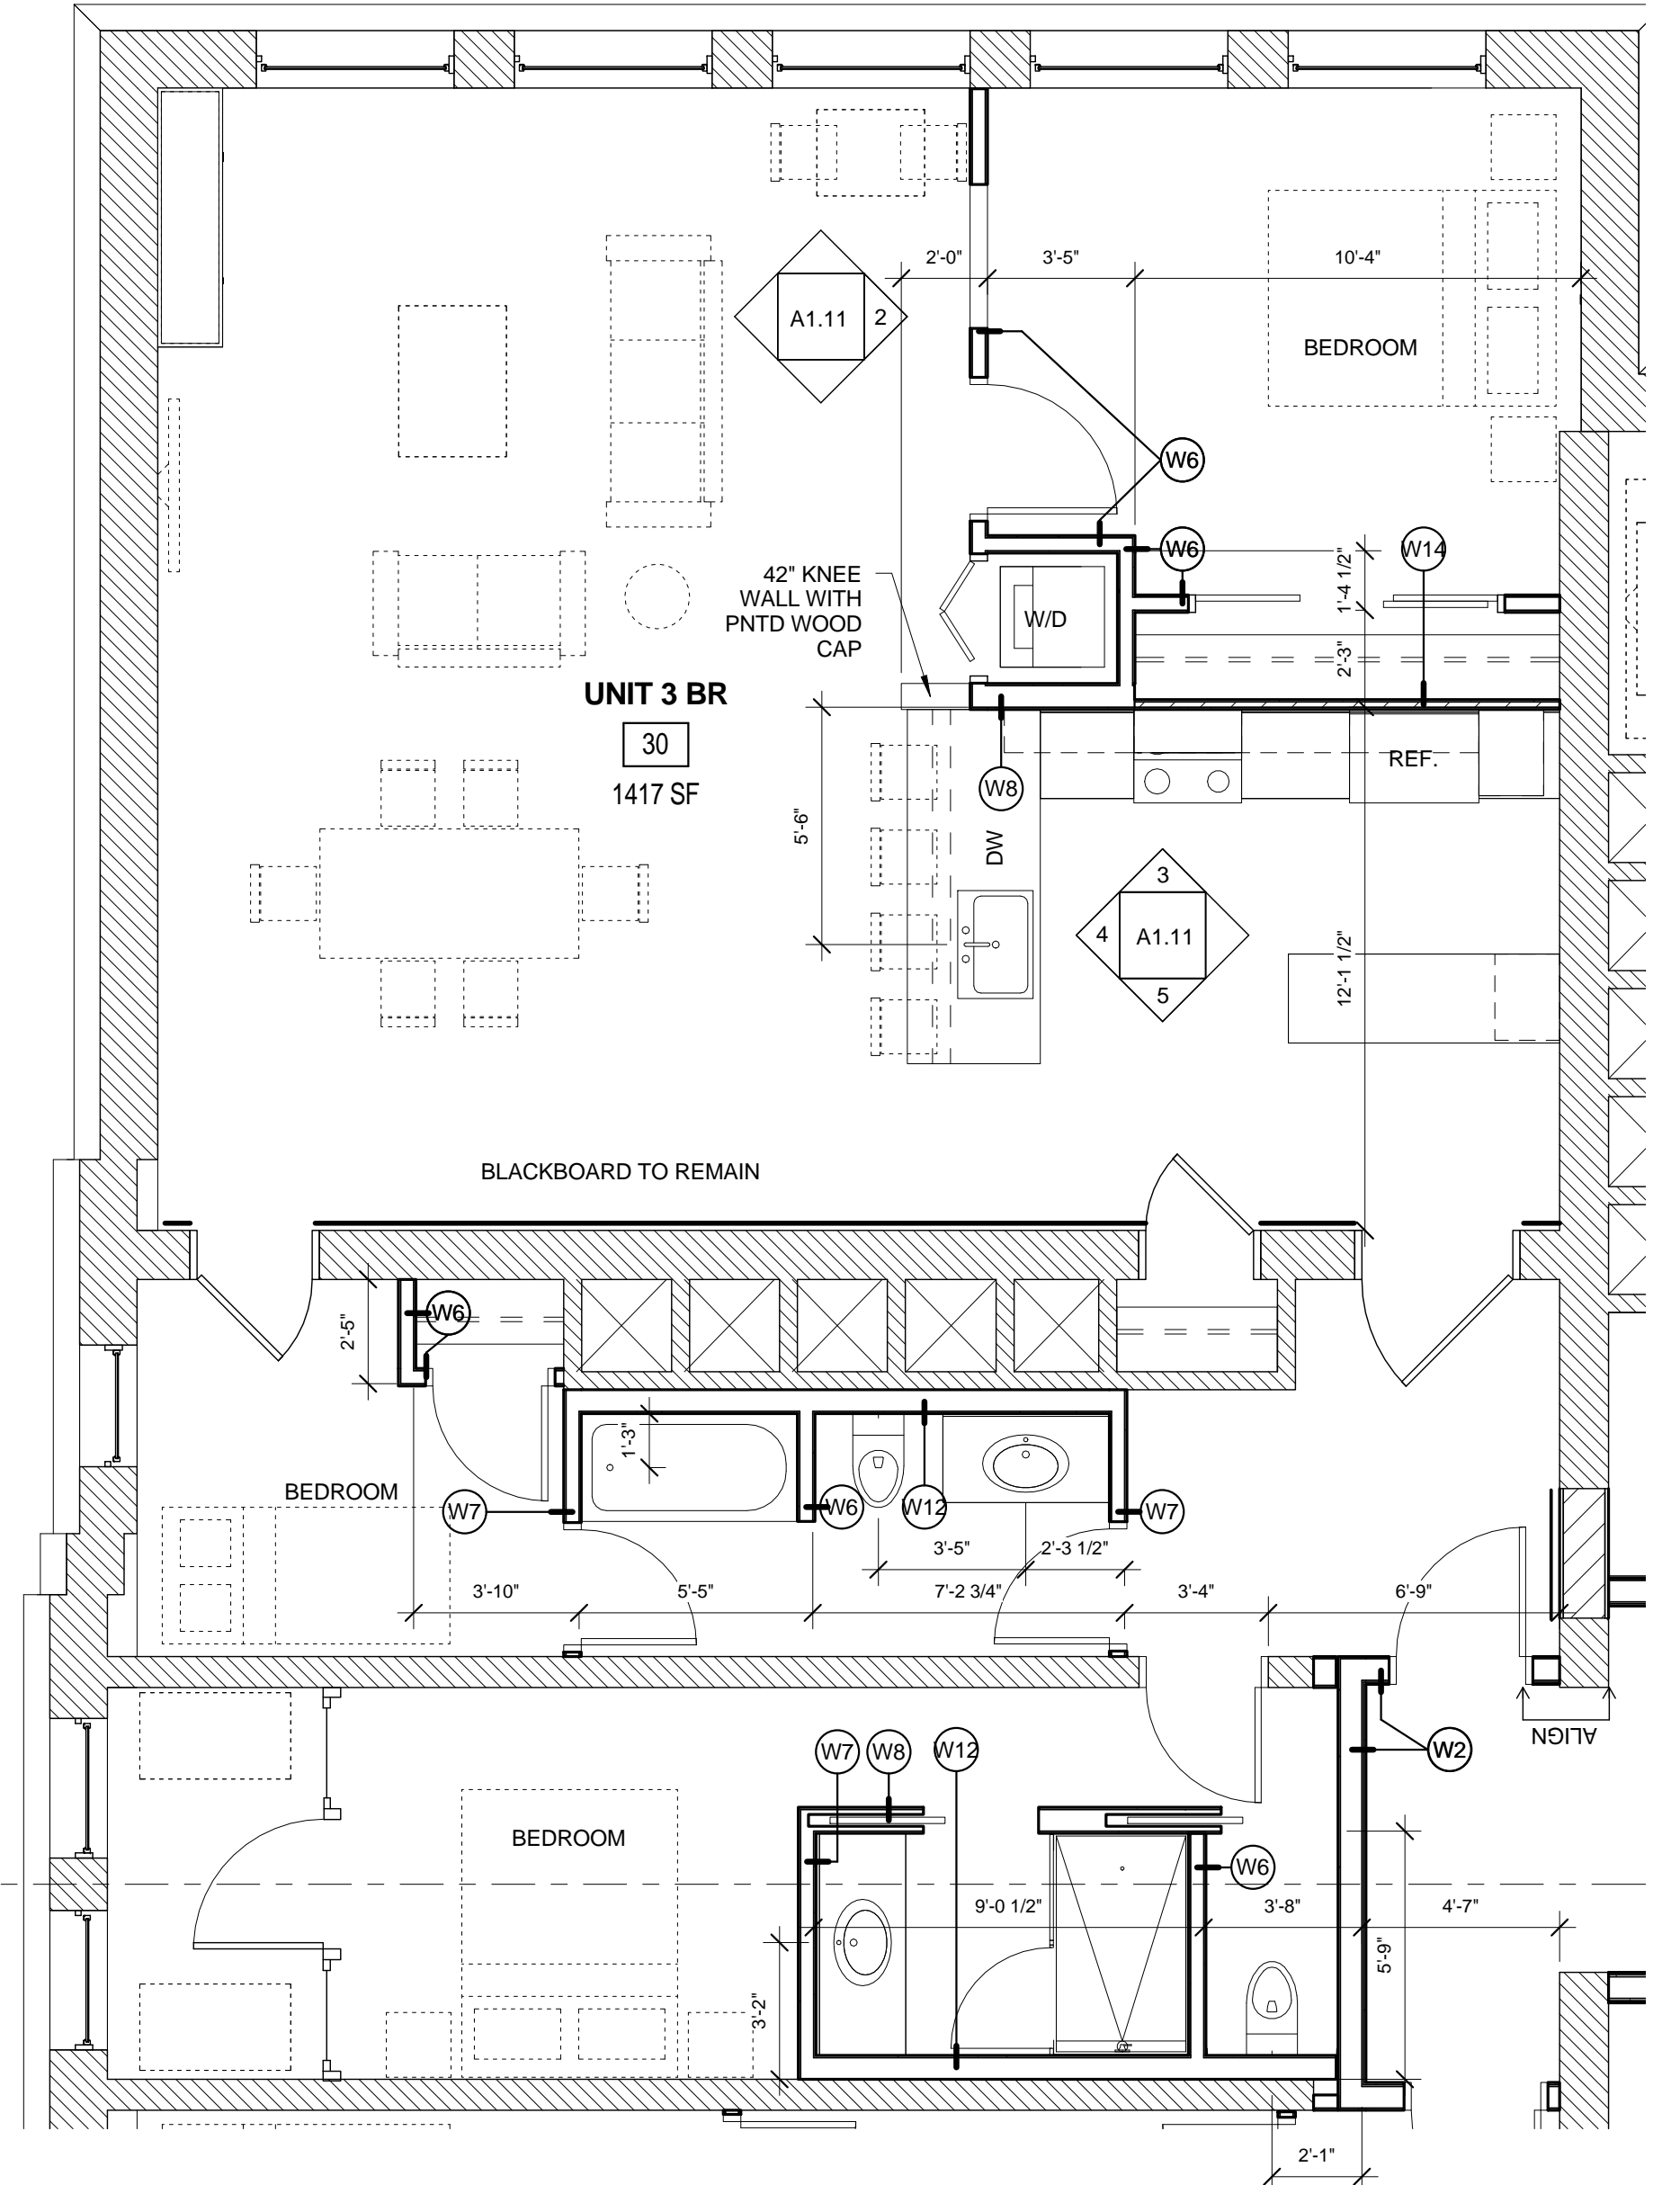 2'-0"
3'-5"
10'-4"
A1.11
2
BEDROOM
W6
W6
W14
1'-4 1/2"
42" KNEE
WALL WITH
PNTD WOOD
CAP
W/D
2'-3"
UNIT 3 BR
30
1417 SF
REF.
W8
5'-6"
DW
3
4
A1.11
5
12'-1 1/2"
BLACKBOARD TO REMAIN
W6
2'-5"
1'-3"
BEDROOM
W7
W6
W12
W7
3'-5"
2'-3 1/2"
3'-10"
5'-5"
7'-2 3/4"
3'-4"
6'-9"
ALIGN
W7
W8
W12
W2
BEDROOM
W6
9'-0 1/2"
3'-8"
4'-7"
5'-9"
3'-2"
2'-1"